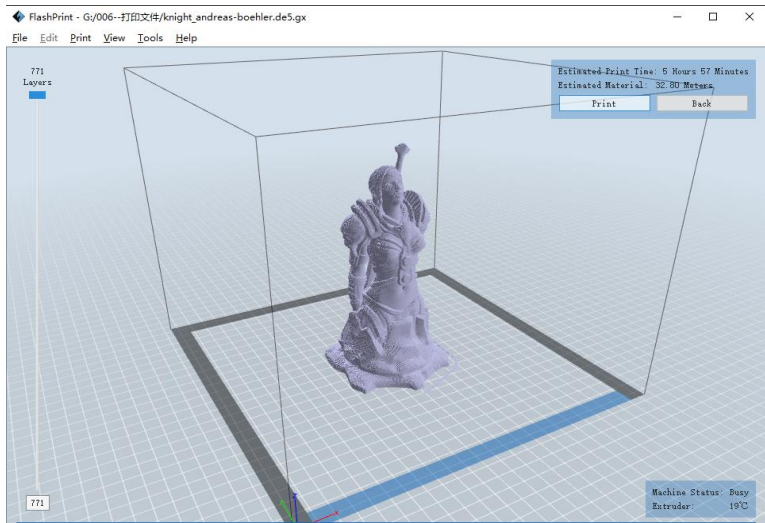 FlashPrint - G:/006--打印文件/knight_andreas-boehler.de5.gx
File Edit Print View Tools Help
771
Layers
Estimated Print Time: 5 Hours 57 Minutes
Estimated Material: 32.80 Meters
Print Back
771
Machine Status: Busy
Extruder: 19℃